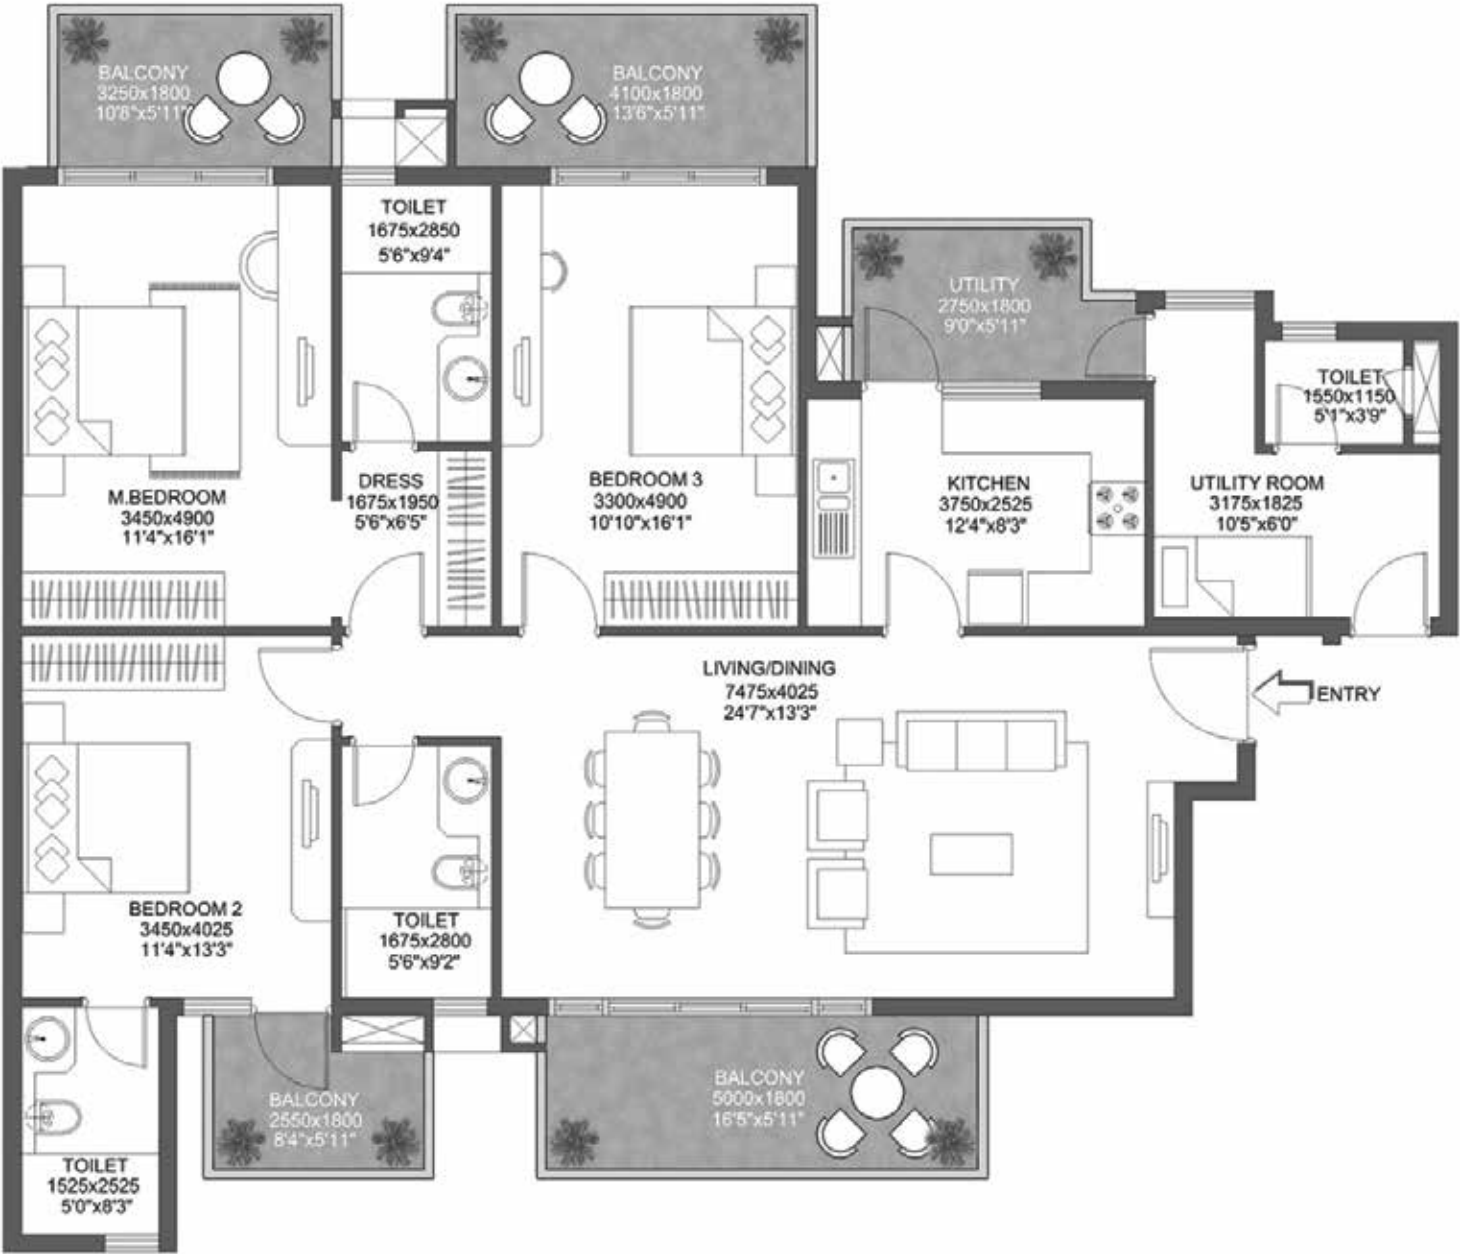 BALCONY
3250x1800
10'8"x5'11"
BALCONY
4100x1800
13'6"x5'11"
TOILET
1675x2850
5'6"x9'4"
UTILITY
2750x1800
9'0"x5'11"
TOILET
1550x1150
5'1"x3'9"
M.BEDROOM
3450x4900
11'4"x16'1"
DRESS
1675x1950
5'6"x6'5"
BEDROOM 3
3300x4900
10'10"x16'1"
KITCHEN
3750x2525
12'4"x8'3"
UTILITY ROOM
3175x1825
10'5"x6'0"
LIVING/DINING
7475x4025
24'7"x13'3"
ENTRY
BEDROOM 2
3450x4025
11'4"x13'3"
TOILET
1675x2800
5'6"x9'2"
BALCONY
2550x1800
8'4"x5'11"
BALCONY
5000x1800
16'5"x5'11"
TOILET
1525x2525
5'0"x8'3"